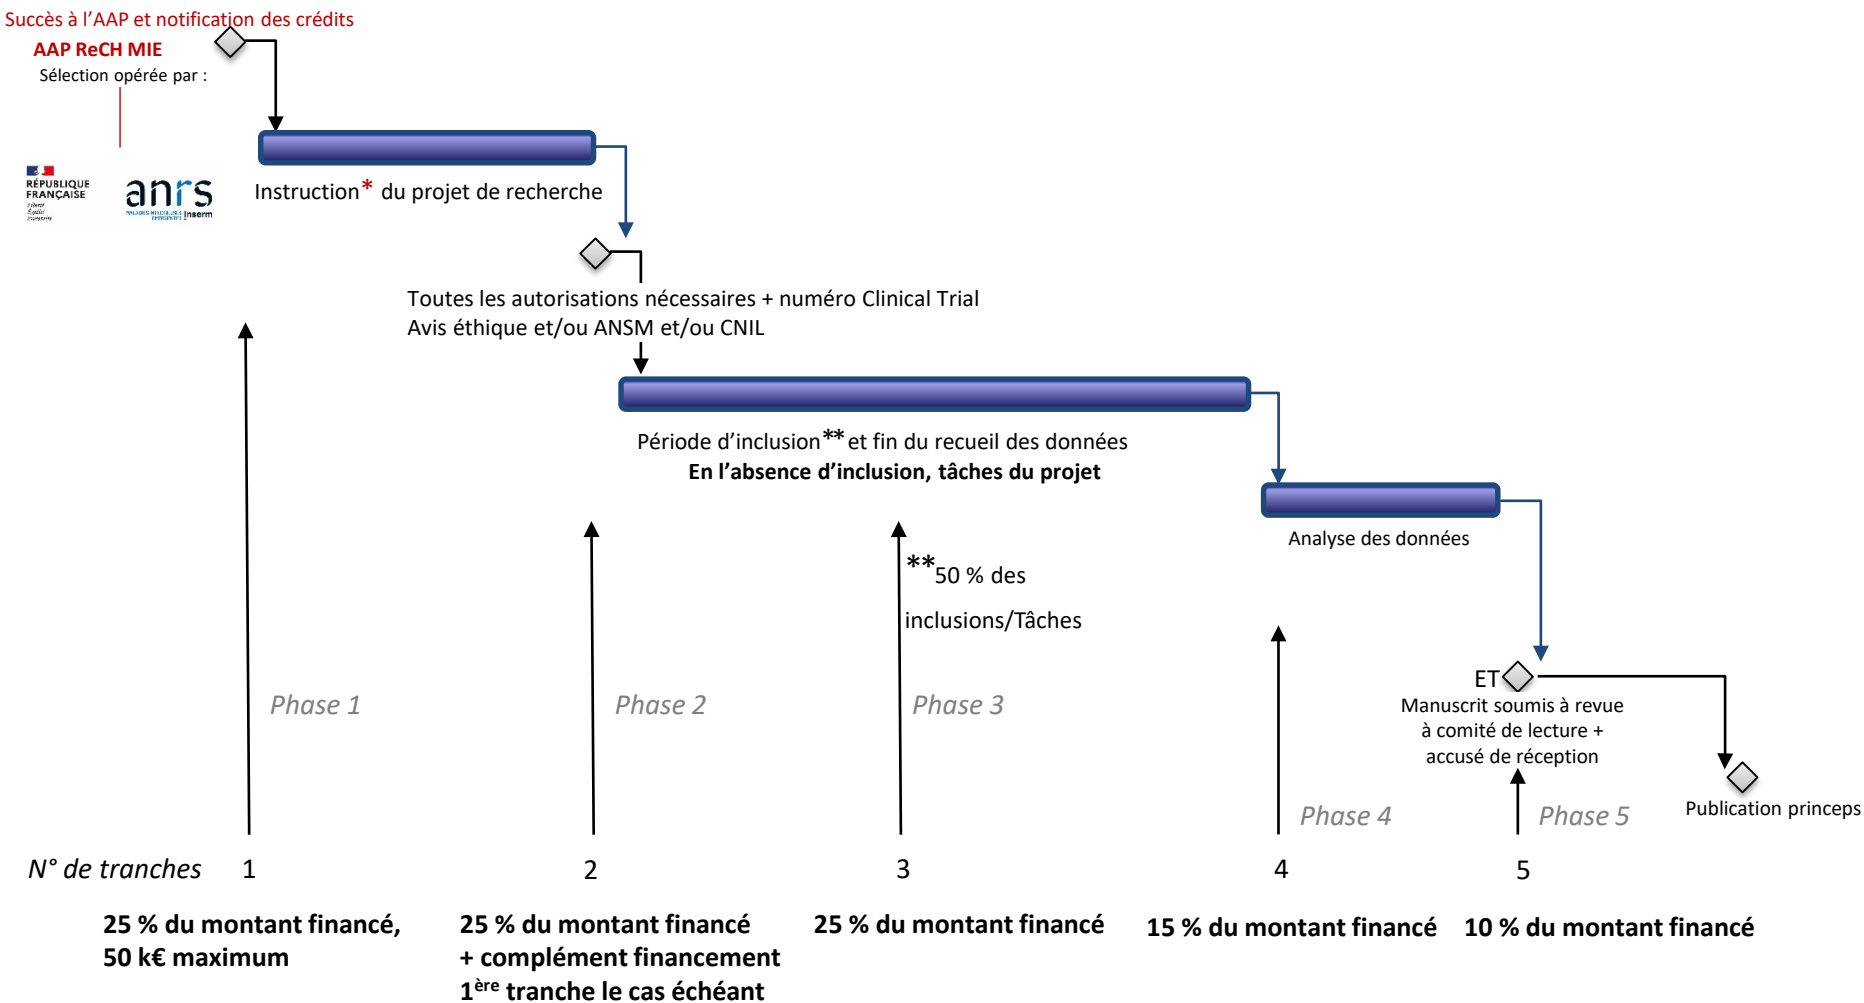 Succès à l’AAP et notification des crédits
AAP ReCH MIE
Sélection opérée par :
RÉPUBLIQUE
FRANÇAISE
Liberté
Égalité
Fraternité
anrs
MALADIES INFECTIEUSES
ÉMERGENTES
Inserm
Instruction* du projet de recherche
Toutes les autorisations nécessaires + numéro Clinical Trial
Avis éthique et/ou ANSM et/ou CNIL
Période d’inclusion** et fin du recueil des données
En l’absence d’inclusion, tâches du projet
Analyse des données
**50 % des
inclusions/Tâches
ET
Manuscrit soumis à revue
à comité de lecture +
accusé de réception
Publication princeps
Phase 1
Phase 2
Phase 3
Phase 4
Phase 5
N° de tranches
1
2
3
4
5
25 % du montant financé,
50 k€ maximum
25 % du montant financé
+ complément financement
1ère tranche le cas échéant
25 % du montant financé
15 % du montant financé
10 % du montant financé